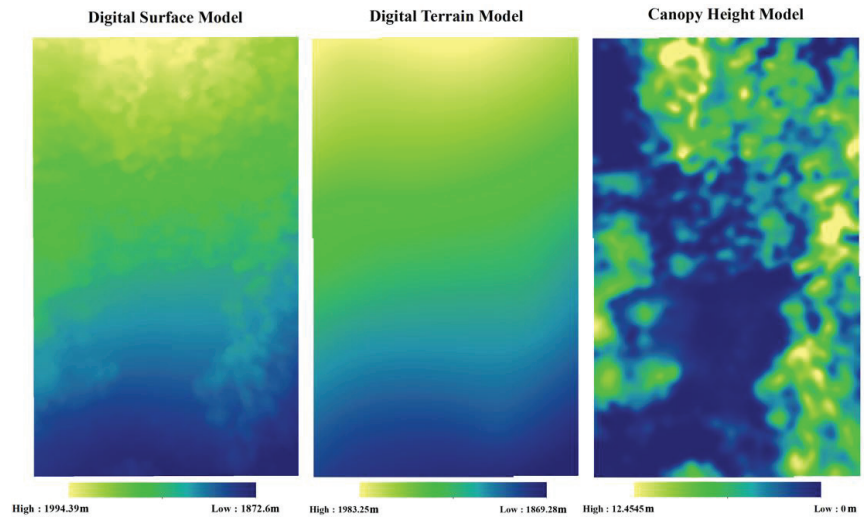 Digital Surface Model
Digital Terrain Model
Canopy Height Model
High : 1994.39m
Low : 1872.6m
High : 1983.25m
Low : 1869.28m
High : 12.4545m
Low : 0 m